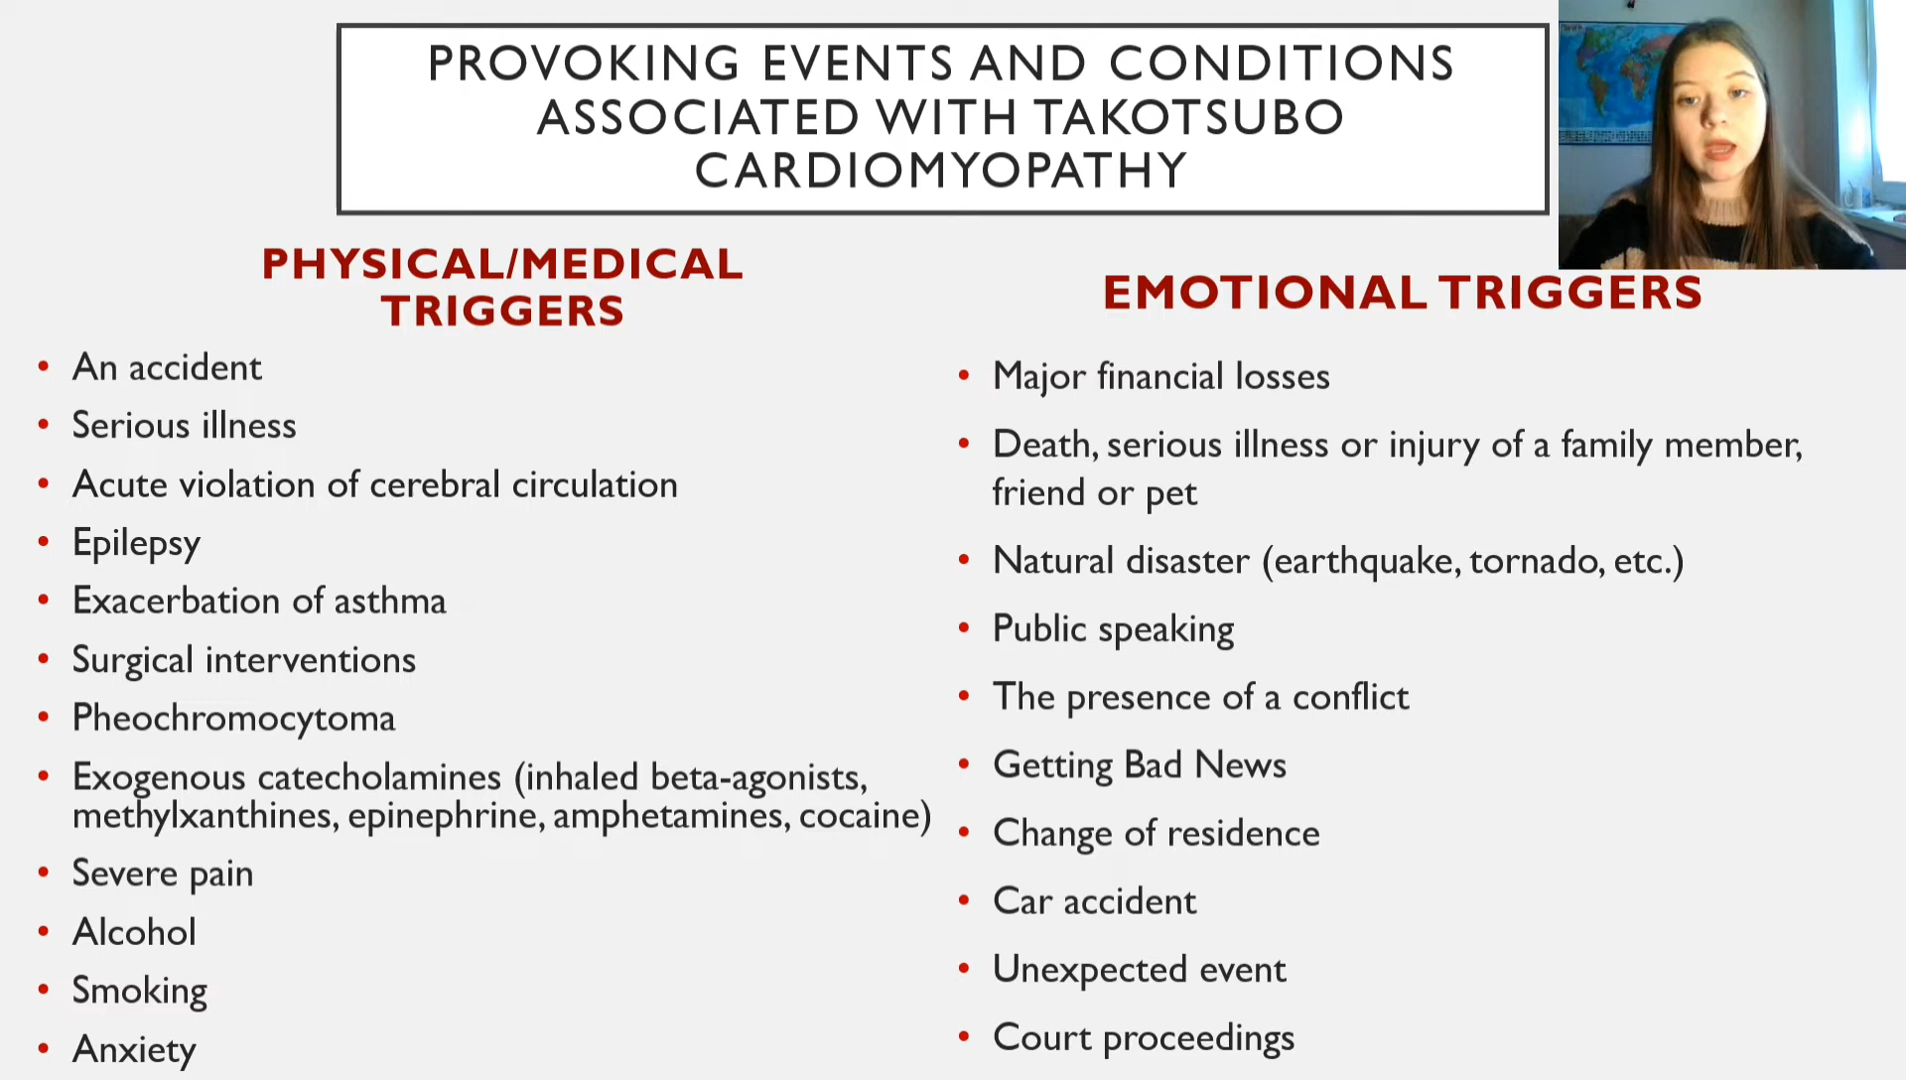 PROVOKING EVENTS AND CONDITIONS
ASSOCIATED WITH TAKOTSUBO
CARDIOMYOPATHY
PHYSICAL/MEDICAL
TRIGGERS
• An accident
• Serious illness
• Acute violation of cerebral circulation
• Epilepsy
• Exacerbation of asthma
• Surgical interventions
• Pheochromocytoma
• Exogenous catecholamines (inhaled beta-agonists,
methylxanthines, epinephrine, amphetamines, cocaine)
• Severe pain
• Alcohol
• Smoking
• Anxiety
EMOTIONAL TRIGGERS
• Major financial losses
• Death, serious illness or injury of a family member,
friend or pet
• Natural disaster (earthquake, tornado, etc.)
• Public speaking
• The presence of a conflict
• Getting Bad News
• Change of residence
• Car accident
• Unexpected event
• Court proceedings